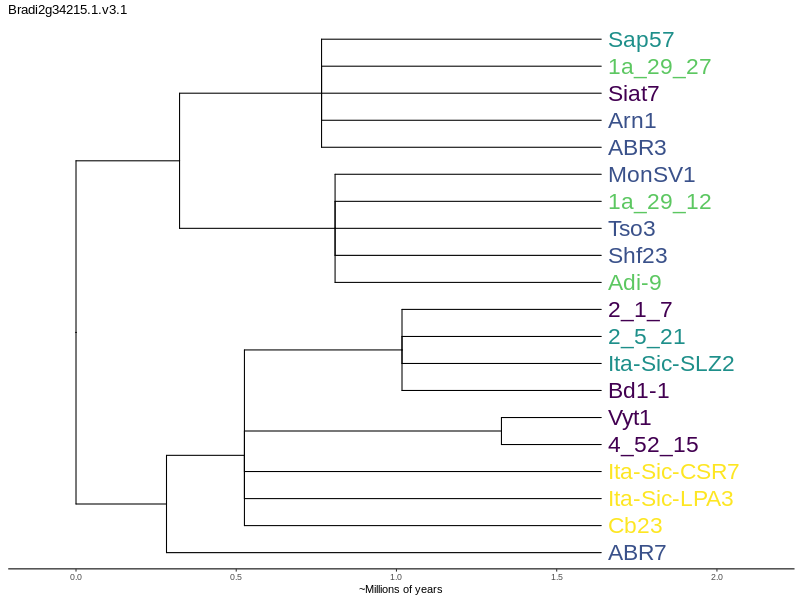 Bradi2g34215.1.v3.1
Sap57
1a_29_27
Siat7
Arn1
ABR3
MonSV1
1a_29_12
Tso3
Shf23
Adi-9
2_1_7
2_5_21
Ita-Sic-SLZ2
Bd1-1
Vyt1
4_52_15
Ita-Sic-CSR7
Ita-Sic-LPA3
Cb23
ABR7
0.0 0.5 1.0 1.5 2.0
~Millions of years